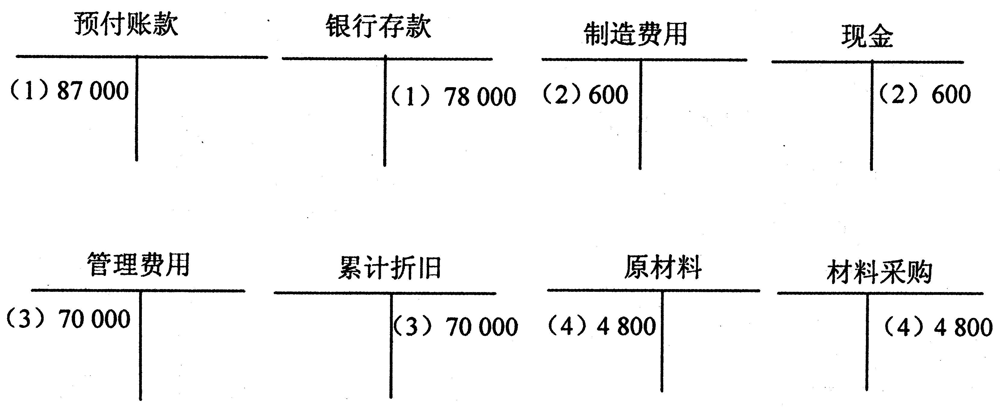 预付账款 银行存款 制造费用 现金
(1) 87 000 (1) 78 000 (2) 600 (2) 600
管理费用 累计折旧 原材料 材料采购
(3) 70 000 (3) 70 000 (4) 4 800 (4) 4 800